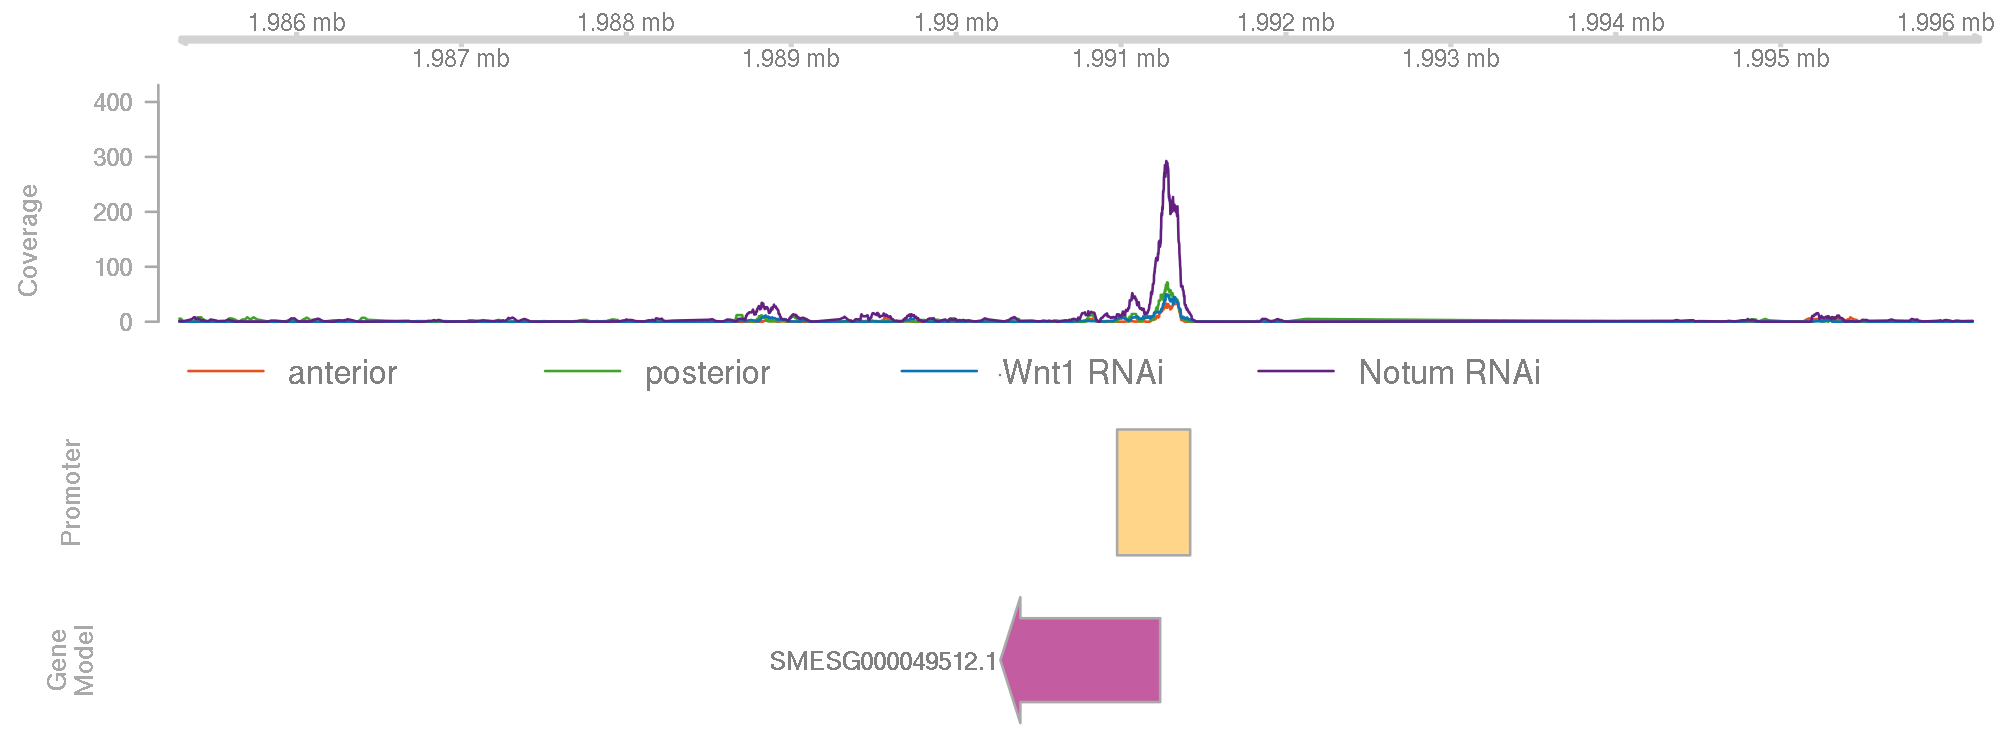 1.986 mb 1.988 mb 1.99 mb 1.992 mb 1.994 mb 1.996 mb
1.987 mb 1.989 mb 1.991 mb 1.993 mb 1.995 mb
Coverage
400
300
200
100
0
anterior posterior Wnt1 RNAi Notum RNAi
Promoter
Gene
Model
SMESG000049512.1